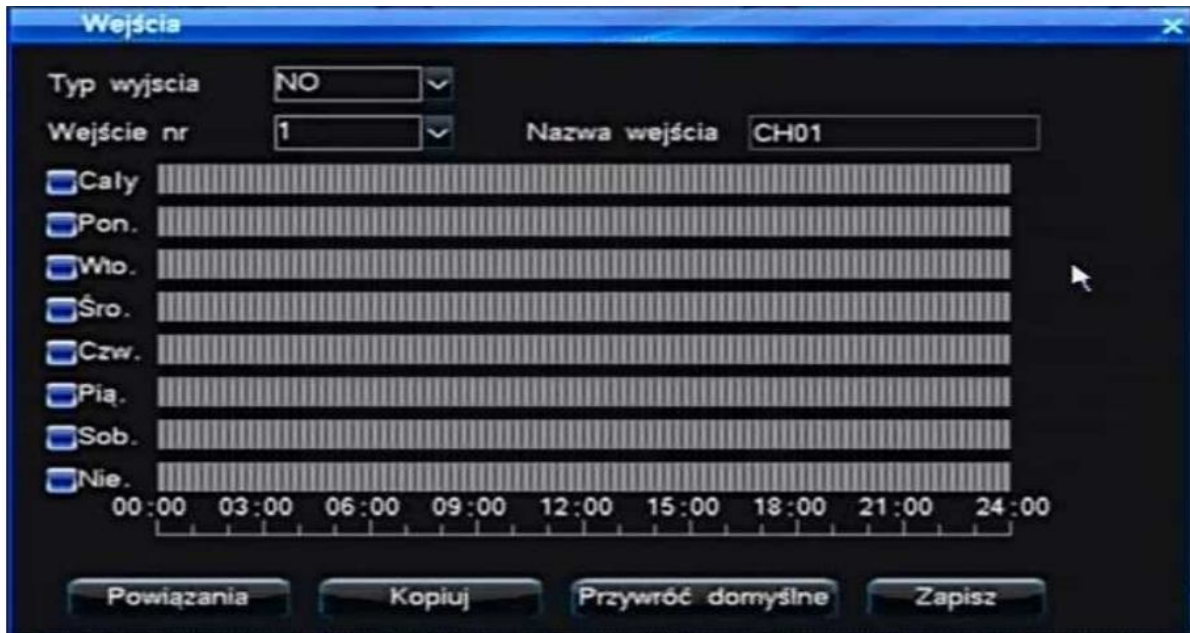 Wejścia
Typ wyjscia NO
Wejście nr 1 Nazwa wejścia CH01
Caly
Pon.
Wto.
Śro.
Czw.
Pią.
Sob.
Nie.
00:00 03:00 06:00 09:00 12:00 15:00 18:00 21:00 24:00
Powiązania Kopiuj Przywróć domyślne Zapisz